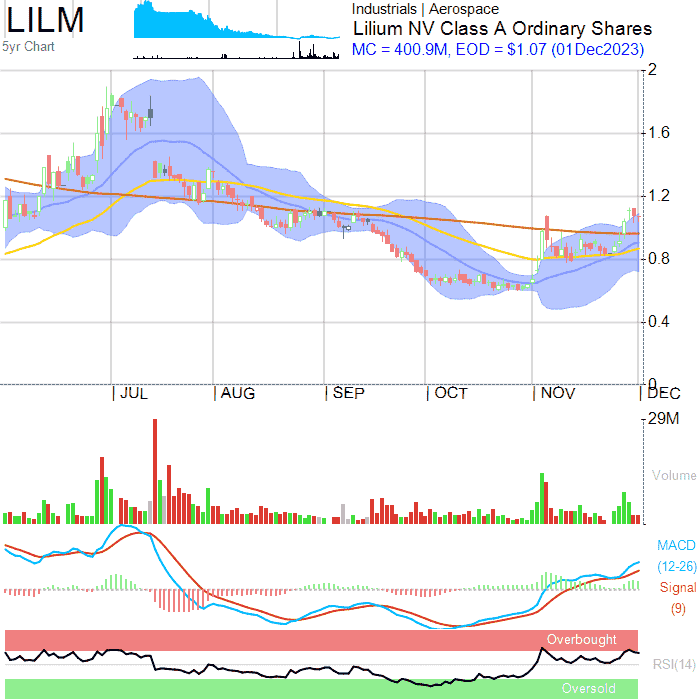 LILM
5yr Chart
Industrials | Aerospace
Lilium NV Class A Ordinary Shares
MC = 400.9M, EOD = $1.07 (01Dec2023)
2
1.6
1.2
0.8
0.4
0
JUL
AUG
SEP
OCT
NOV
DEC
29M
Volume
MACD
(12-26)
Signal
(9)
Overbought
RSI(14)
Oversold